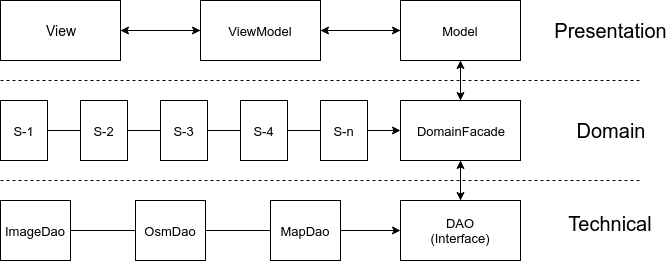 View
ViewModel
Model
Presentation
S-1
S-2
S-3
S-4
S-n
DomainFacade
Domain
ImageDao
OsmDao
MapDao
DAO
(Interface)
Technical